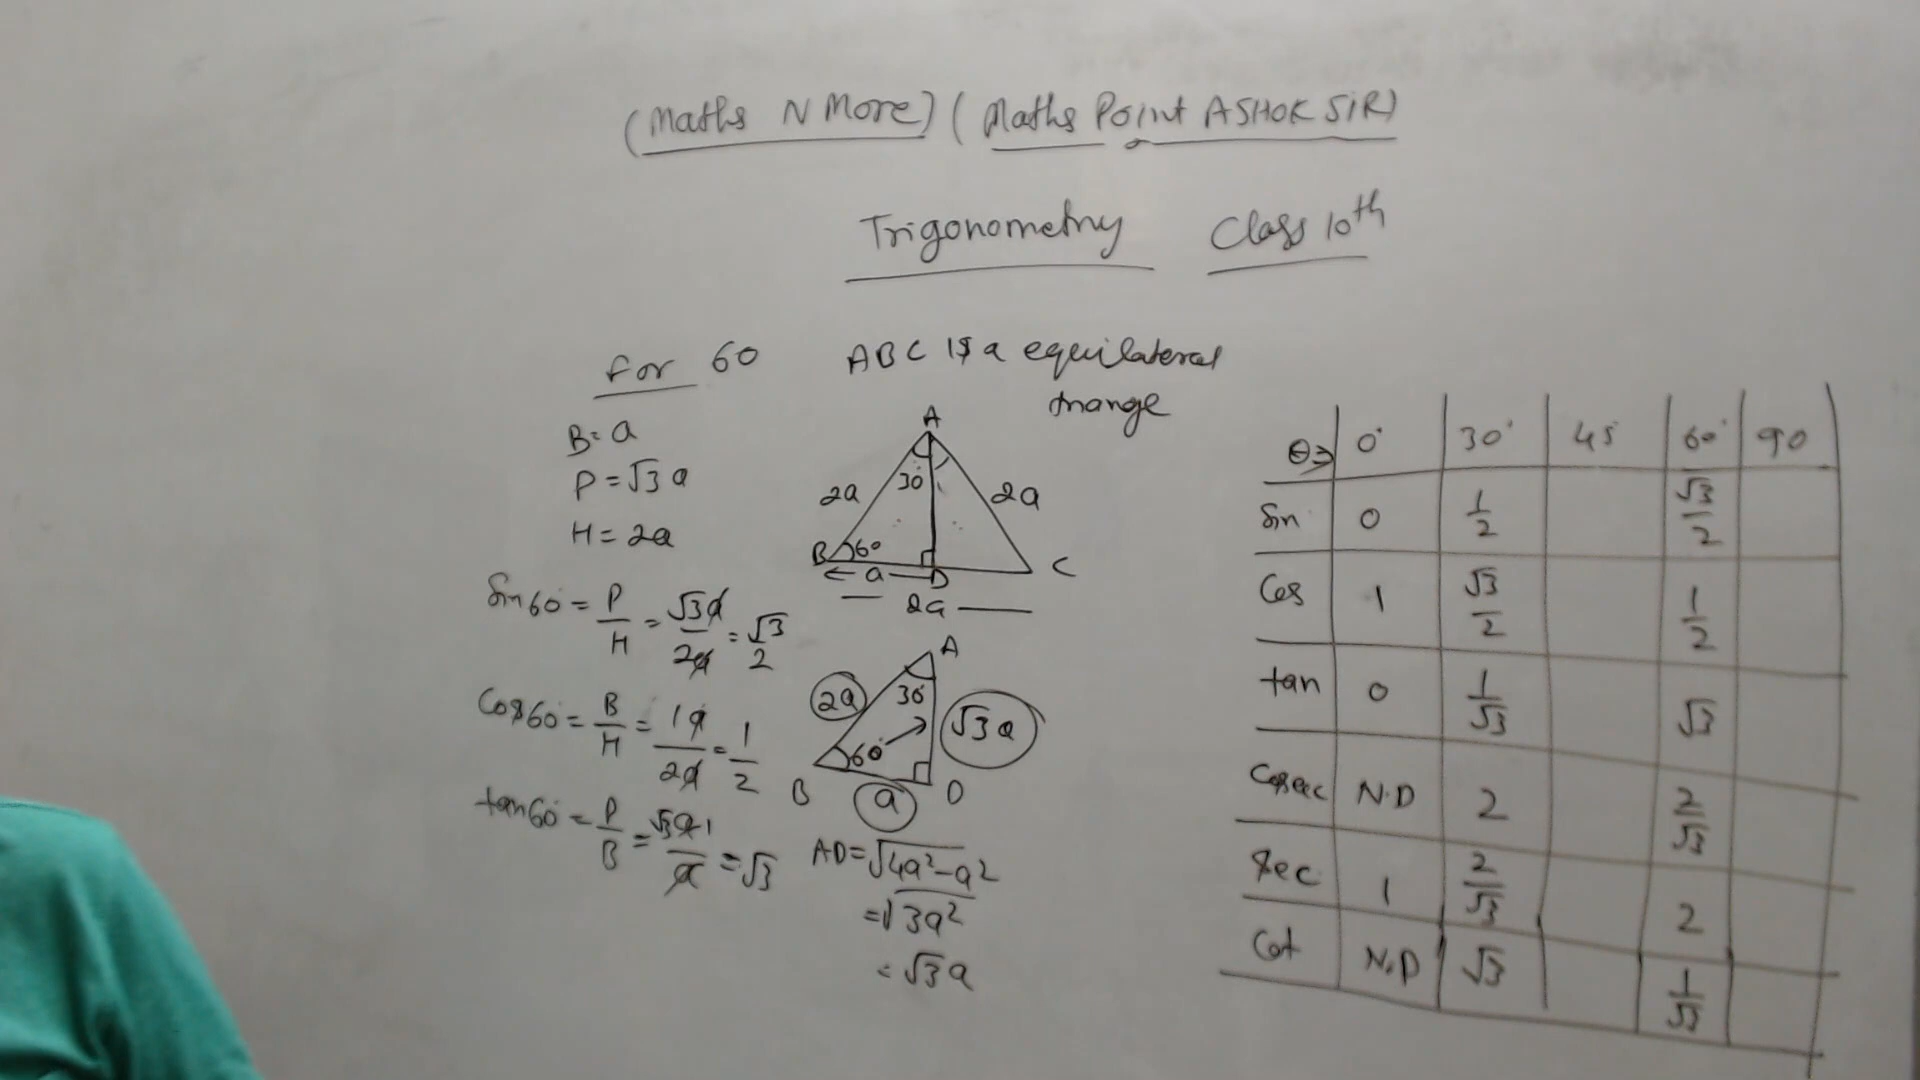 (Maths N More) (Maths Point ASHOK SIR)
Trigonometry Class 10th
for 60 ABC is a equilateral
triangle
B = a
P = √3 a
H = 2a
Sin 60° = P/H = √3a/2a = √3/2
Cos 60° = B/H = 1a/2a = 1/2
tan 60° = P/B = √3a1/a = √3
A
30°
2a 2a
B 60° D C
a
2a
A
2a 30° √3a
60°
B a D
AD = √4a²-a²
= √3a²
= √3 a
θ⇒ 0° 30° 45 60° 90
Sin 0 1/2 √3/2
Cos 1 √3/2 1/2
tan 0 1/√3 √3
Cosec N.D 2 2/√3
Sec 1 2/√3 2
Cot N.D √3 1/√3